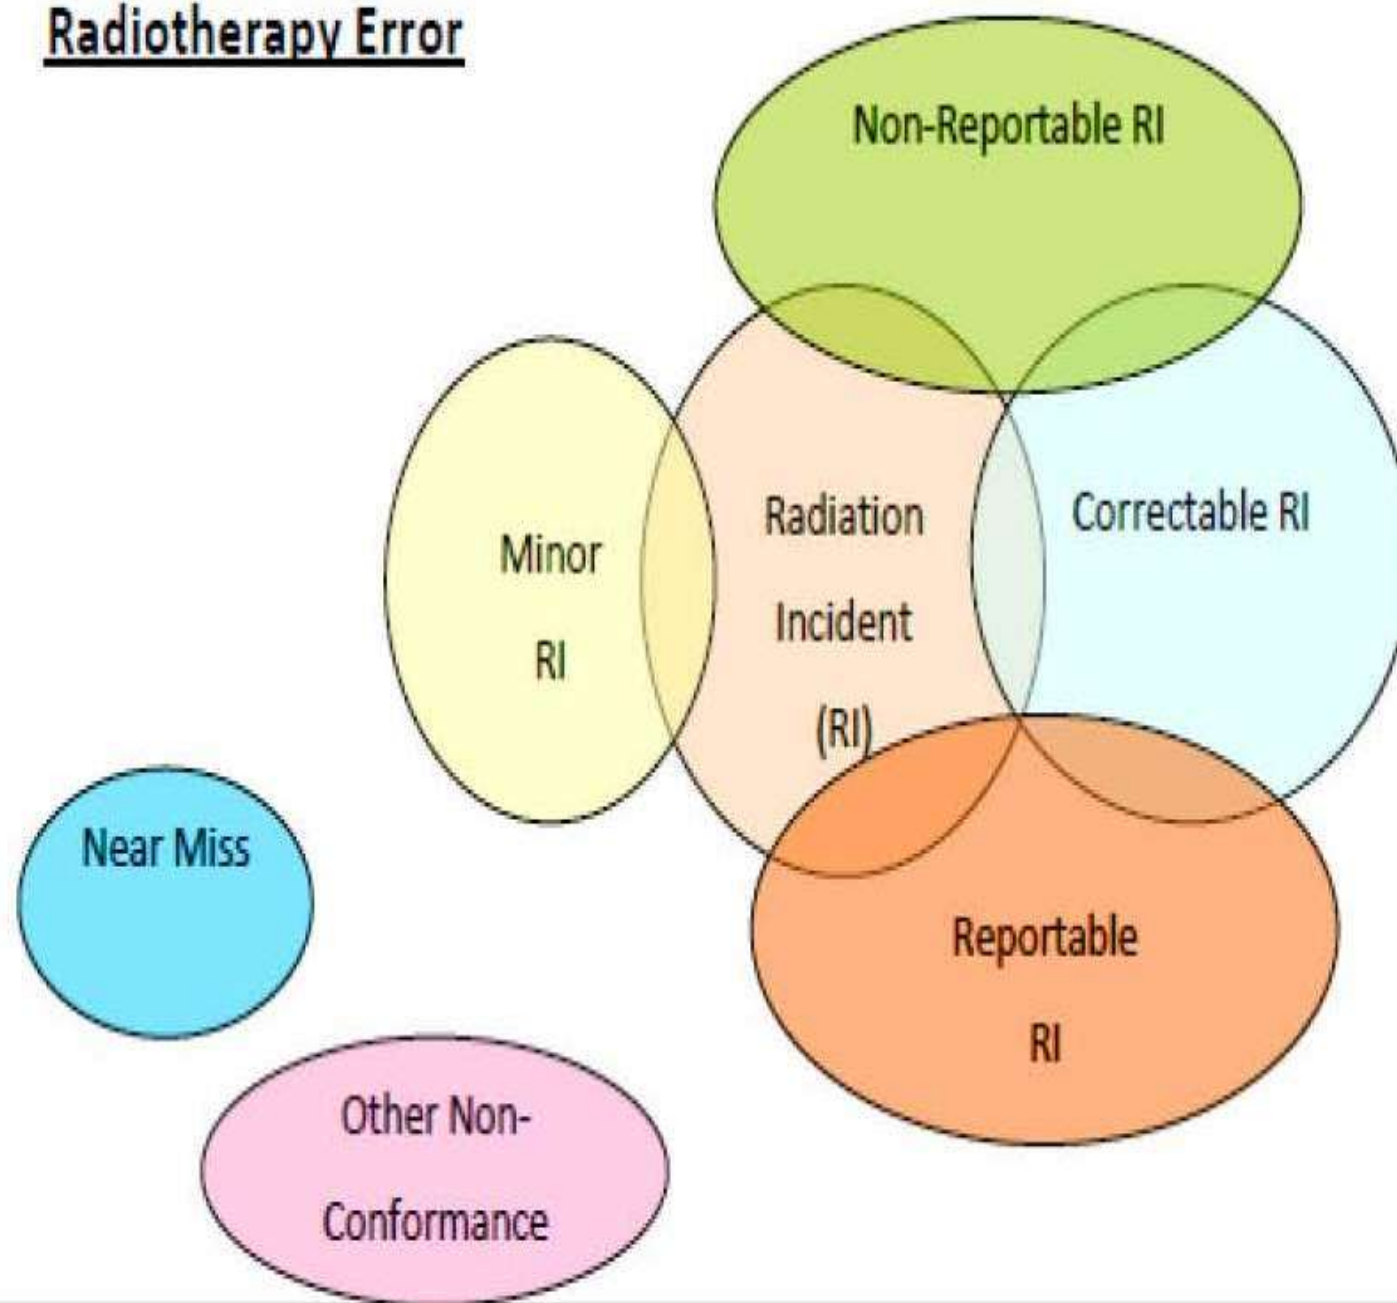 Radiotherapy Error
Non-Reportable RI
Minor
RI
Radiation
Incident
(RI)
Correctable RI
Near Miss
Reportable
RI
Other Non-
Conformance